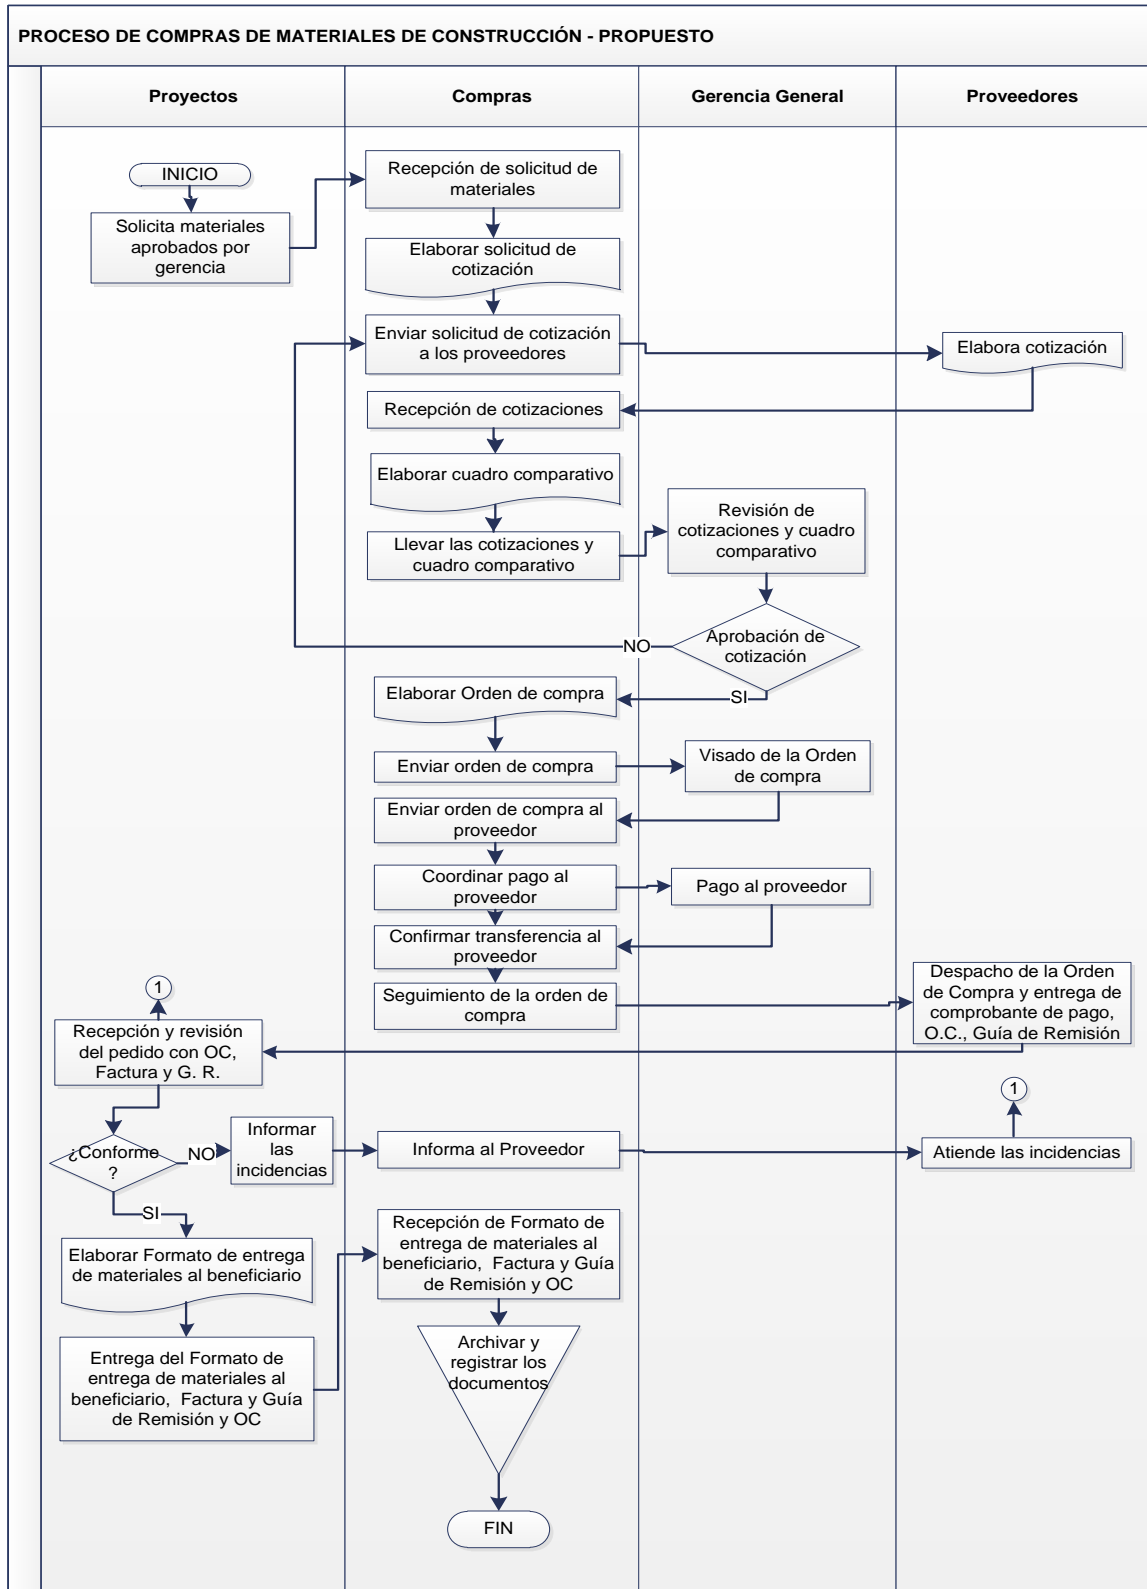 PROCESO DE COMPRAS DE MATERIALES DE CONSTRUCCIÓN - PROPUESTO
Proyectos
Compras
Gerencia General
Proveedores
INICIO
Solicita materiales
aprobados por
gerencia
Recepción de solicitud de
materiales
Elaborar solicitud de
cotización
Enviar solicitud de cotización
a los proveedores
Elabora cotización
Recepción de cotizaciones
Elaborar cuadro comparativo
Llevar las cotizaciones y
cuadro comparativo
Revisión de
cotizaciones y cuadro
comparativo
Aprobación de
cotización
NO
SI
Elaborar Orden de compra
Enviar orden de compra
Visado de la Orden
de compra
Enviar orden de compra al
proveedor
Coordinar pago al
proveedor
Pago al proveedor
Confirmar transferencia al
proveedor
Seguimiento de la orden de
compra
Despacho de la Orden
de Compra y entrega de
comprobante de pago,
O.C., Guía de Remisión
1
Recepción y revisión
del pedido con OC,
Factura y G. R.
¿Conforme
?
NO
Informar
las
incidencias
Informa al Proveedor
1
Atiende las incidencias
SI
Elaborar Formato de entrega
de materiales al beneficiario
Entrega del Formato de
entrega de materiales al
beneficiario, Factura y Guía
de Remisión y OC
Recepción de Formato de
entrega de materiales al
beneficiario, Factura y Guía
de Remisión y OC
Archivar y
registrar los
documentos
FIN